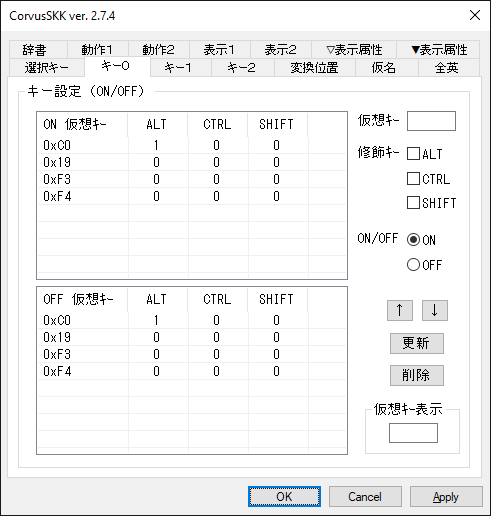 CorvusSKK ver. 2.7.4
辞書 動作1 動作2 表示1 表示2 ▽表示属性 ▼表示属性
選択キー キー0 キー1 キー2 変換位置 仮名 全英
キー設定 (ON/OFF)
ON 仮想キー ALT CTRL SHIFT
0xC0 1 0 0
0x19 0 0 0
0xF3 0 0 0
0xF4 0 0 0
OFF 仮想キー ALT CTRL SHIFT
0xC0 1 0 0
0x19 0 0 0
0xF3 0 0 0
0xF4 0 0 0
仮想キー
修飾キー ALT
CTRL
SHIFT
ON/OFF ON
OFF
↑ ↓
更新
削除
仮想キー表示
OK Cancel Apply